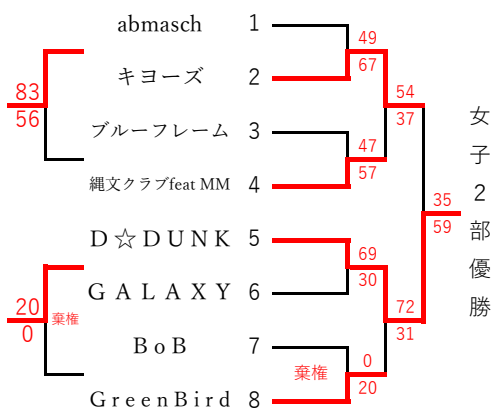 abmasch 1
キヨーズ 2
ブルーフレーム 3
縄文クラブfeat MM 4
D☆DUNK 5
GALAXY 6
BoB 7
GreenBird 8
83
56
20
棄権
0
49
67
47
57
69
30
棄権
0
20
54
37
72
31
35
59
女子2部優勝